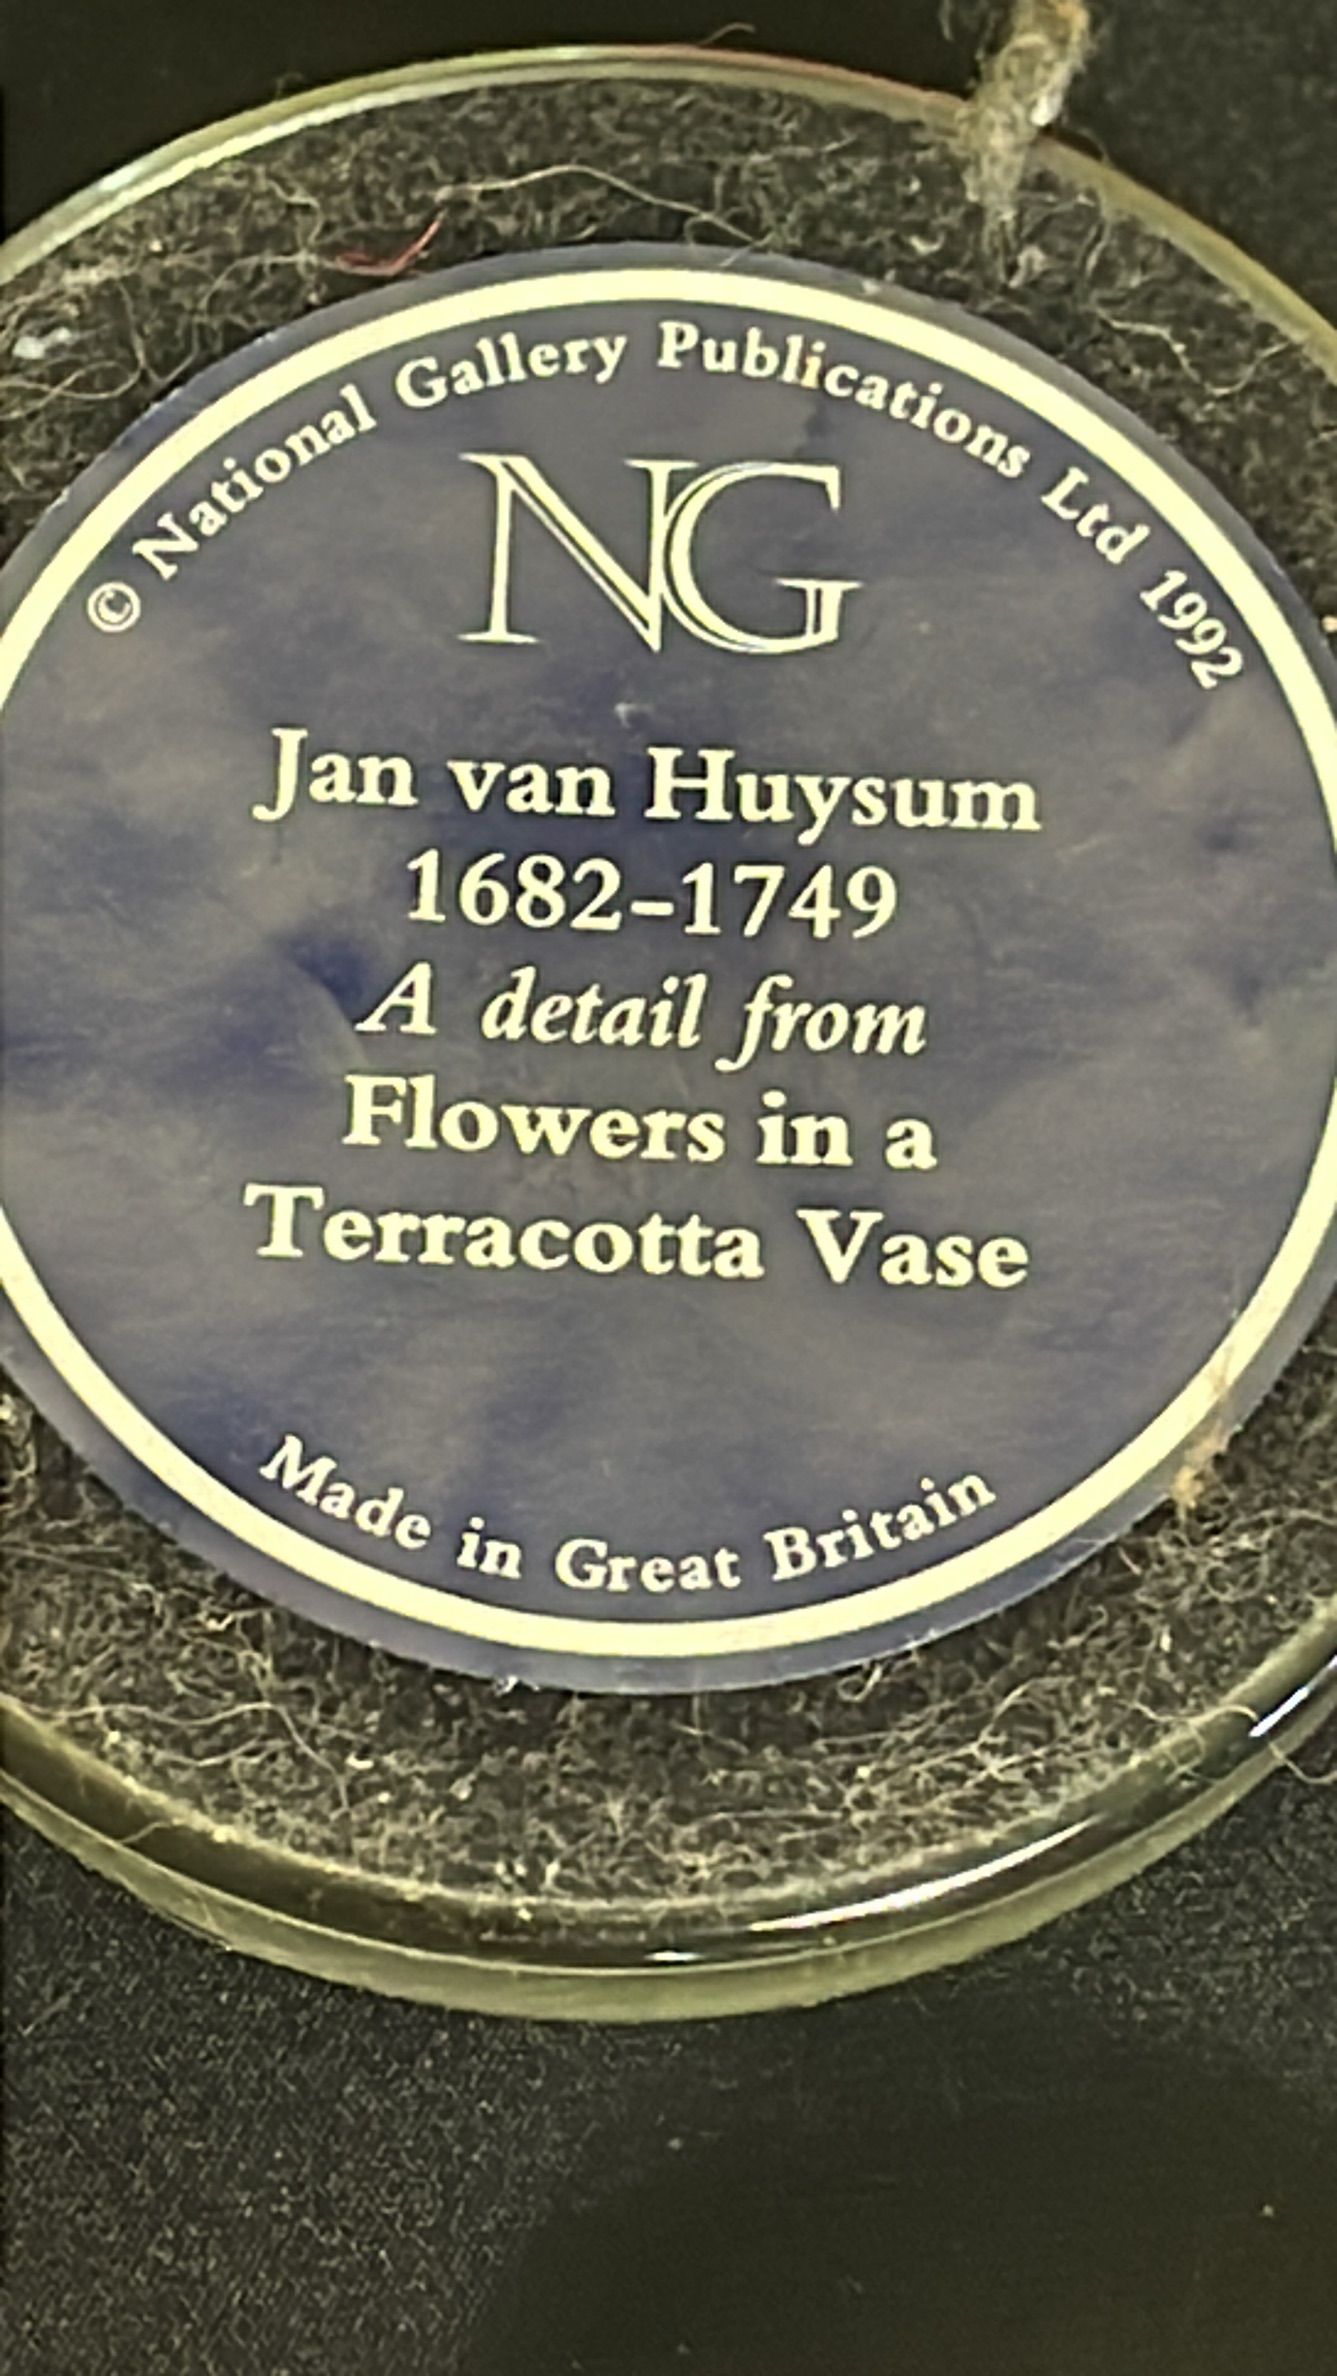 © National Gallery Publications Ltd 1992
NG
Jan van Huysum
1682–1749
A detail from
Flowers in a
Terracotta Vase
Made in Great Britain